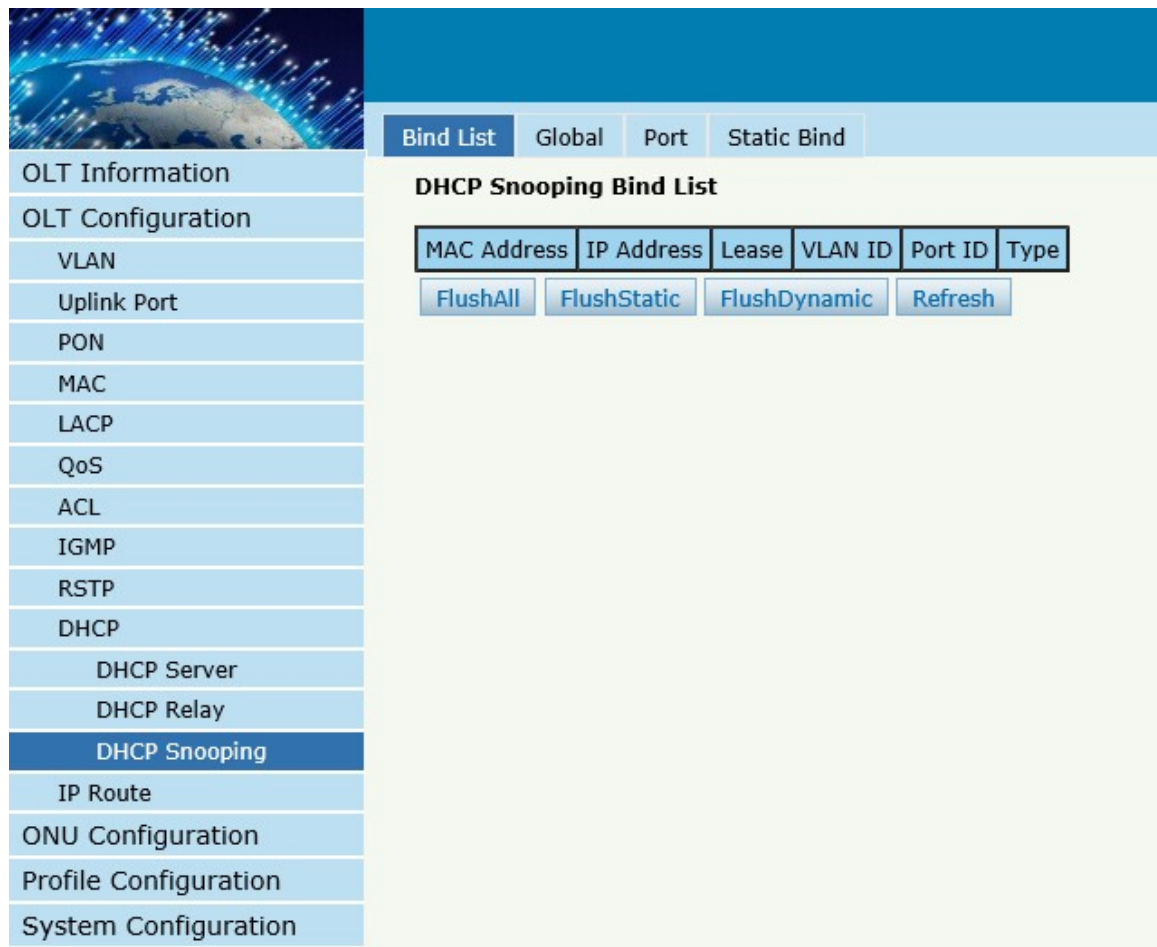 Bind List Global Port Static Bind
OLT Information
OLT Configuration
VLAN
Uplink Port
PON
MAC
LACP
QoS
ACL
IGMP
RSTP
DHCP
DHCP Server
DHCP Relay
DHCP Snooping
IP Route
ONU Configuration
Profile Configuration
System Configuration
DHCP Snooping Bind List
MAC Address IP Address Lease VLAN ID Port ID Type
FlushAll FlushStatic FlushDynamic Refresh